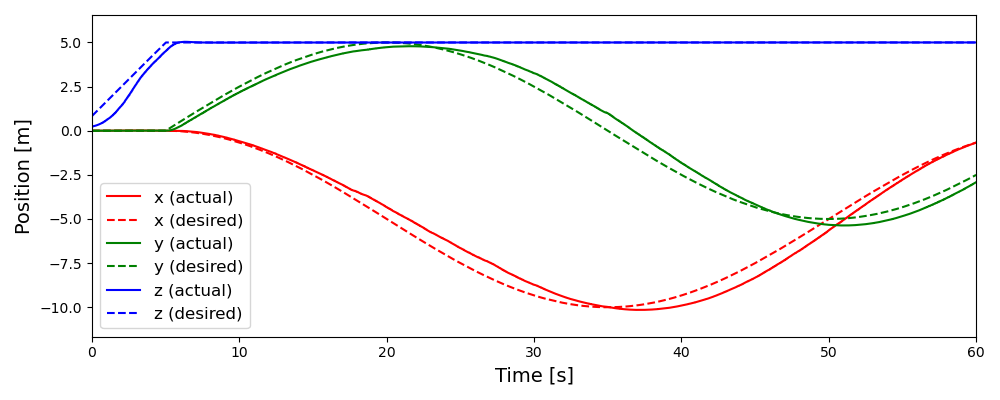 5.0
2.5
0.0
−2.5
−5.0
−7.5
−10.0
Position [m]
x (actual)
x (desired)
y (actual)
y (desired)
z (actual)
z (desired)
0 10 20 30 40 50 60
Time [s]